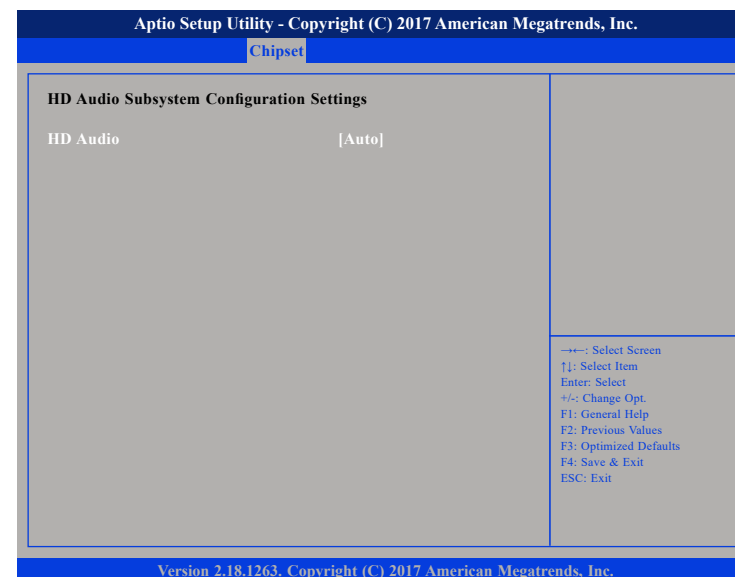 Aptio Setup Utility - Copyright (C) 2017 American Megatrends, Inc.
Chipset
HD Audio Subsystem Configuration Settings
HD Audio [Auto]
→←: Select Screen
↑↓: Select Item
Enter: Select
+/-: Change Opt.
F1: General Help
F2: Previous Values
F3: Optimized Defaults
F4: Save & Exit
ESC: Exit
Version 2.18.1263. Copyright (C) 2017 American Megatrends, Inc.